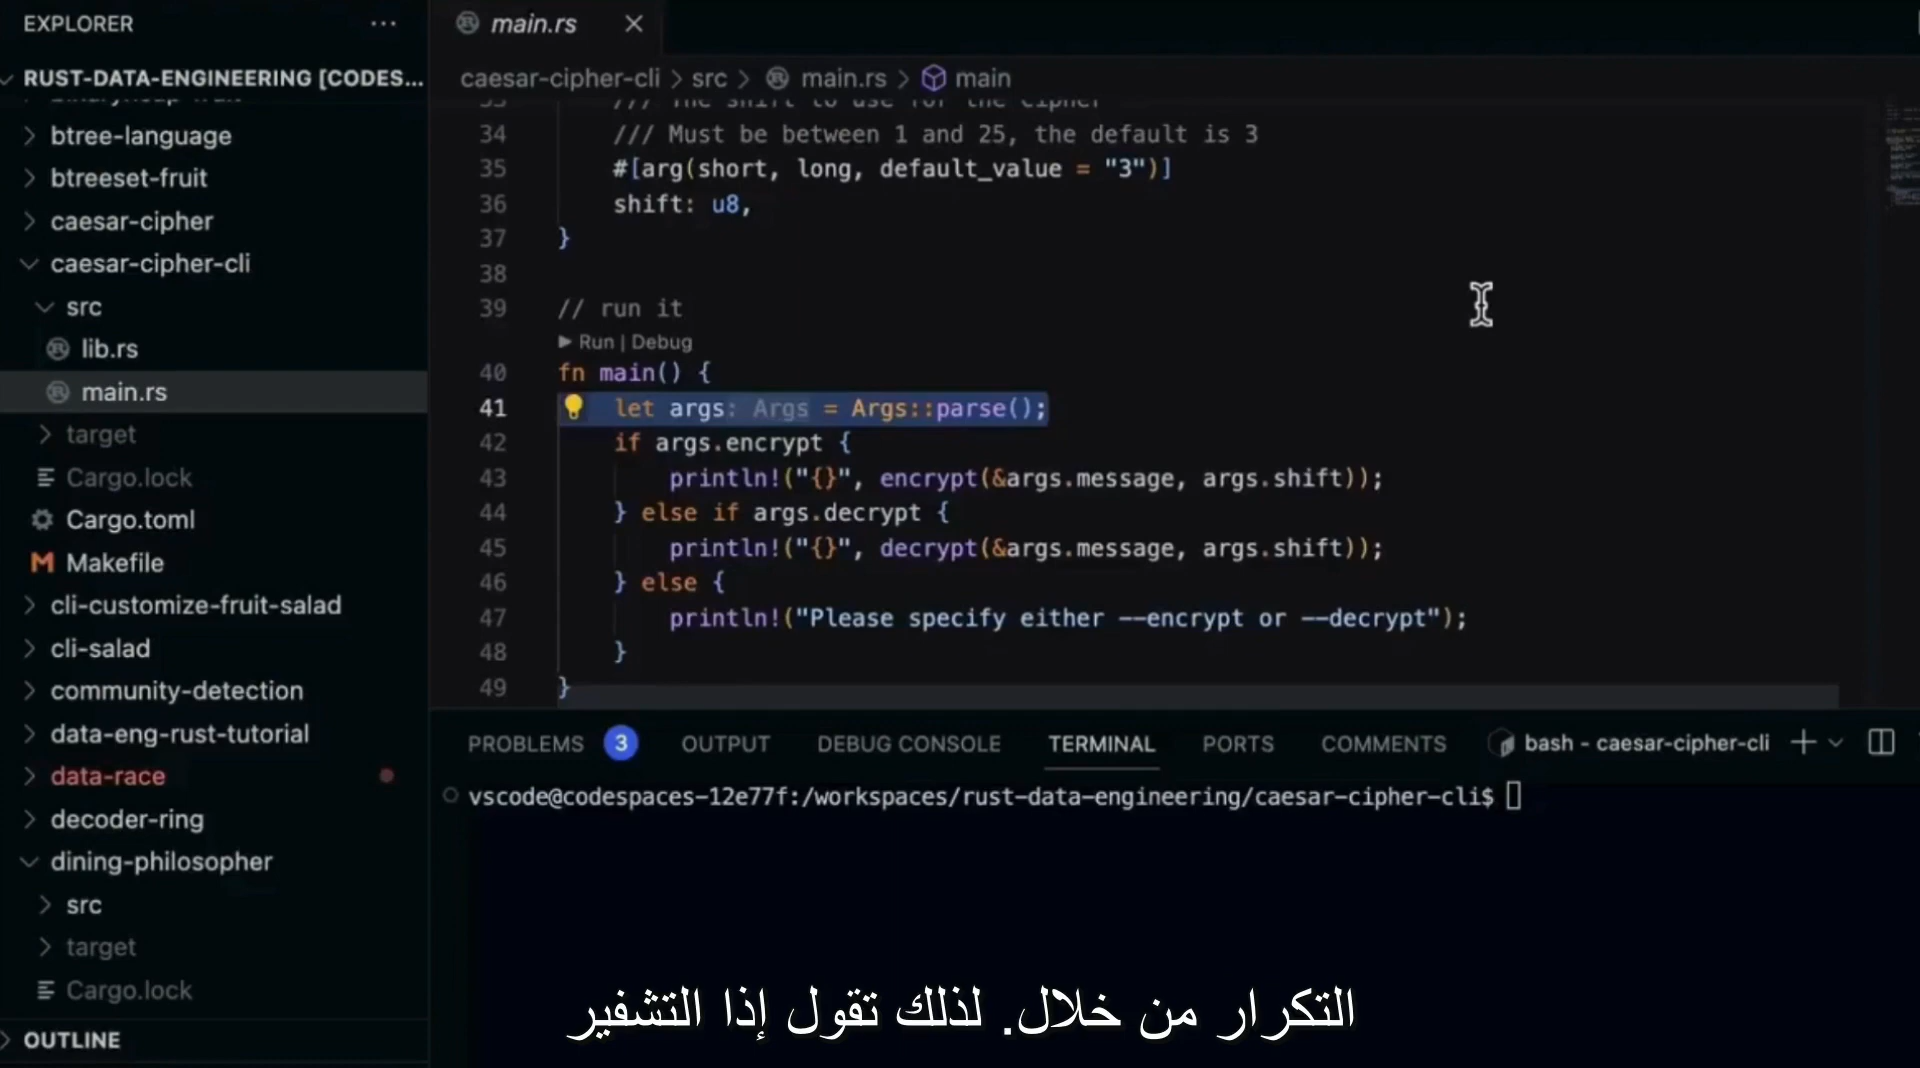 EXPLORER
RUST-DATA-ENGINEERING [CODES...
btree-language
btreeset-fruit
caesar-cipher
caesar-cipher-cli
src
lib.rs
main.rs
target
Cargo.lock
Cargo.toml
Makefile
cli-customize-fruit-salad
cli-salad
community-detection
data-eng-rust-tutorial
data-race
decoder-ring
dining-philosopher
src
target
Cargo.lock
OUTLINE
main.rs
caesar-cipher-cli > src > main.rs > main
33 /// The shift to use for the cipher
34 /// Must be between 1 and 25, the default is 3
35 #[arg(short, long, default_value = "3")]
36 shift: u8,
37 }
38
39 // run it
Run | Debug
40 fn main() {
41 let args: Args = Args::parse();
42 if args.encrypt {
43 println!("{}", encrypt(&args.message, args.shift));
44 } else if args.decrypt {
45 println!("{}", decrypt(&args.message, args.shift));
46 } else {
47 println!("Please specify either --encrypt or --decrypt");
48 }
49 }
PROBLEMS 3 OUTPUT DEBUG CONSOLE TERMINAL PORTS COMMENTS bash - caesar-cipher-cli
vscode@codespaces-12e77f:/workspaces/rust-data-engineering/caesar-cipher-cli$
التكرار من خلال. لذلك تقول إذا التشفير